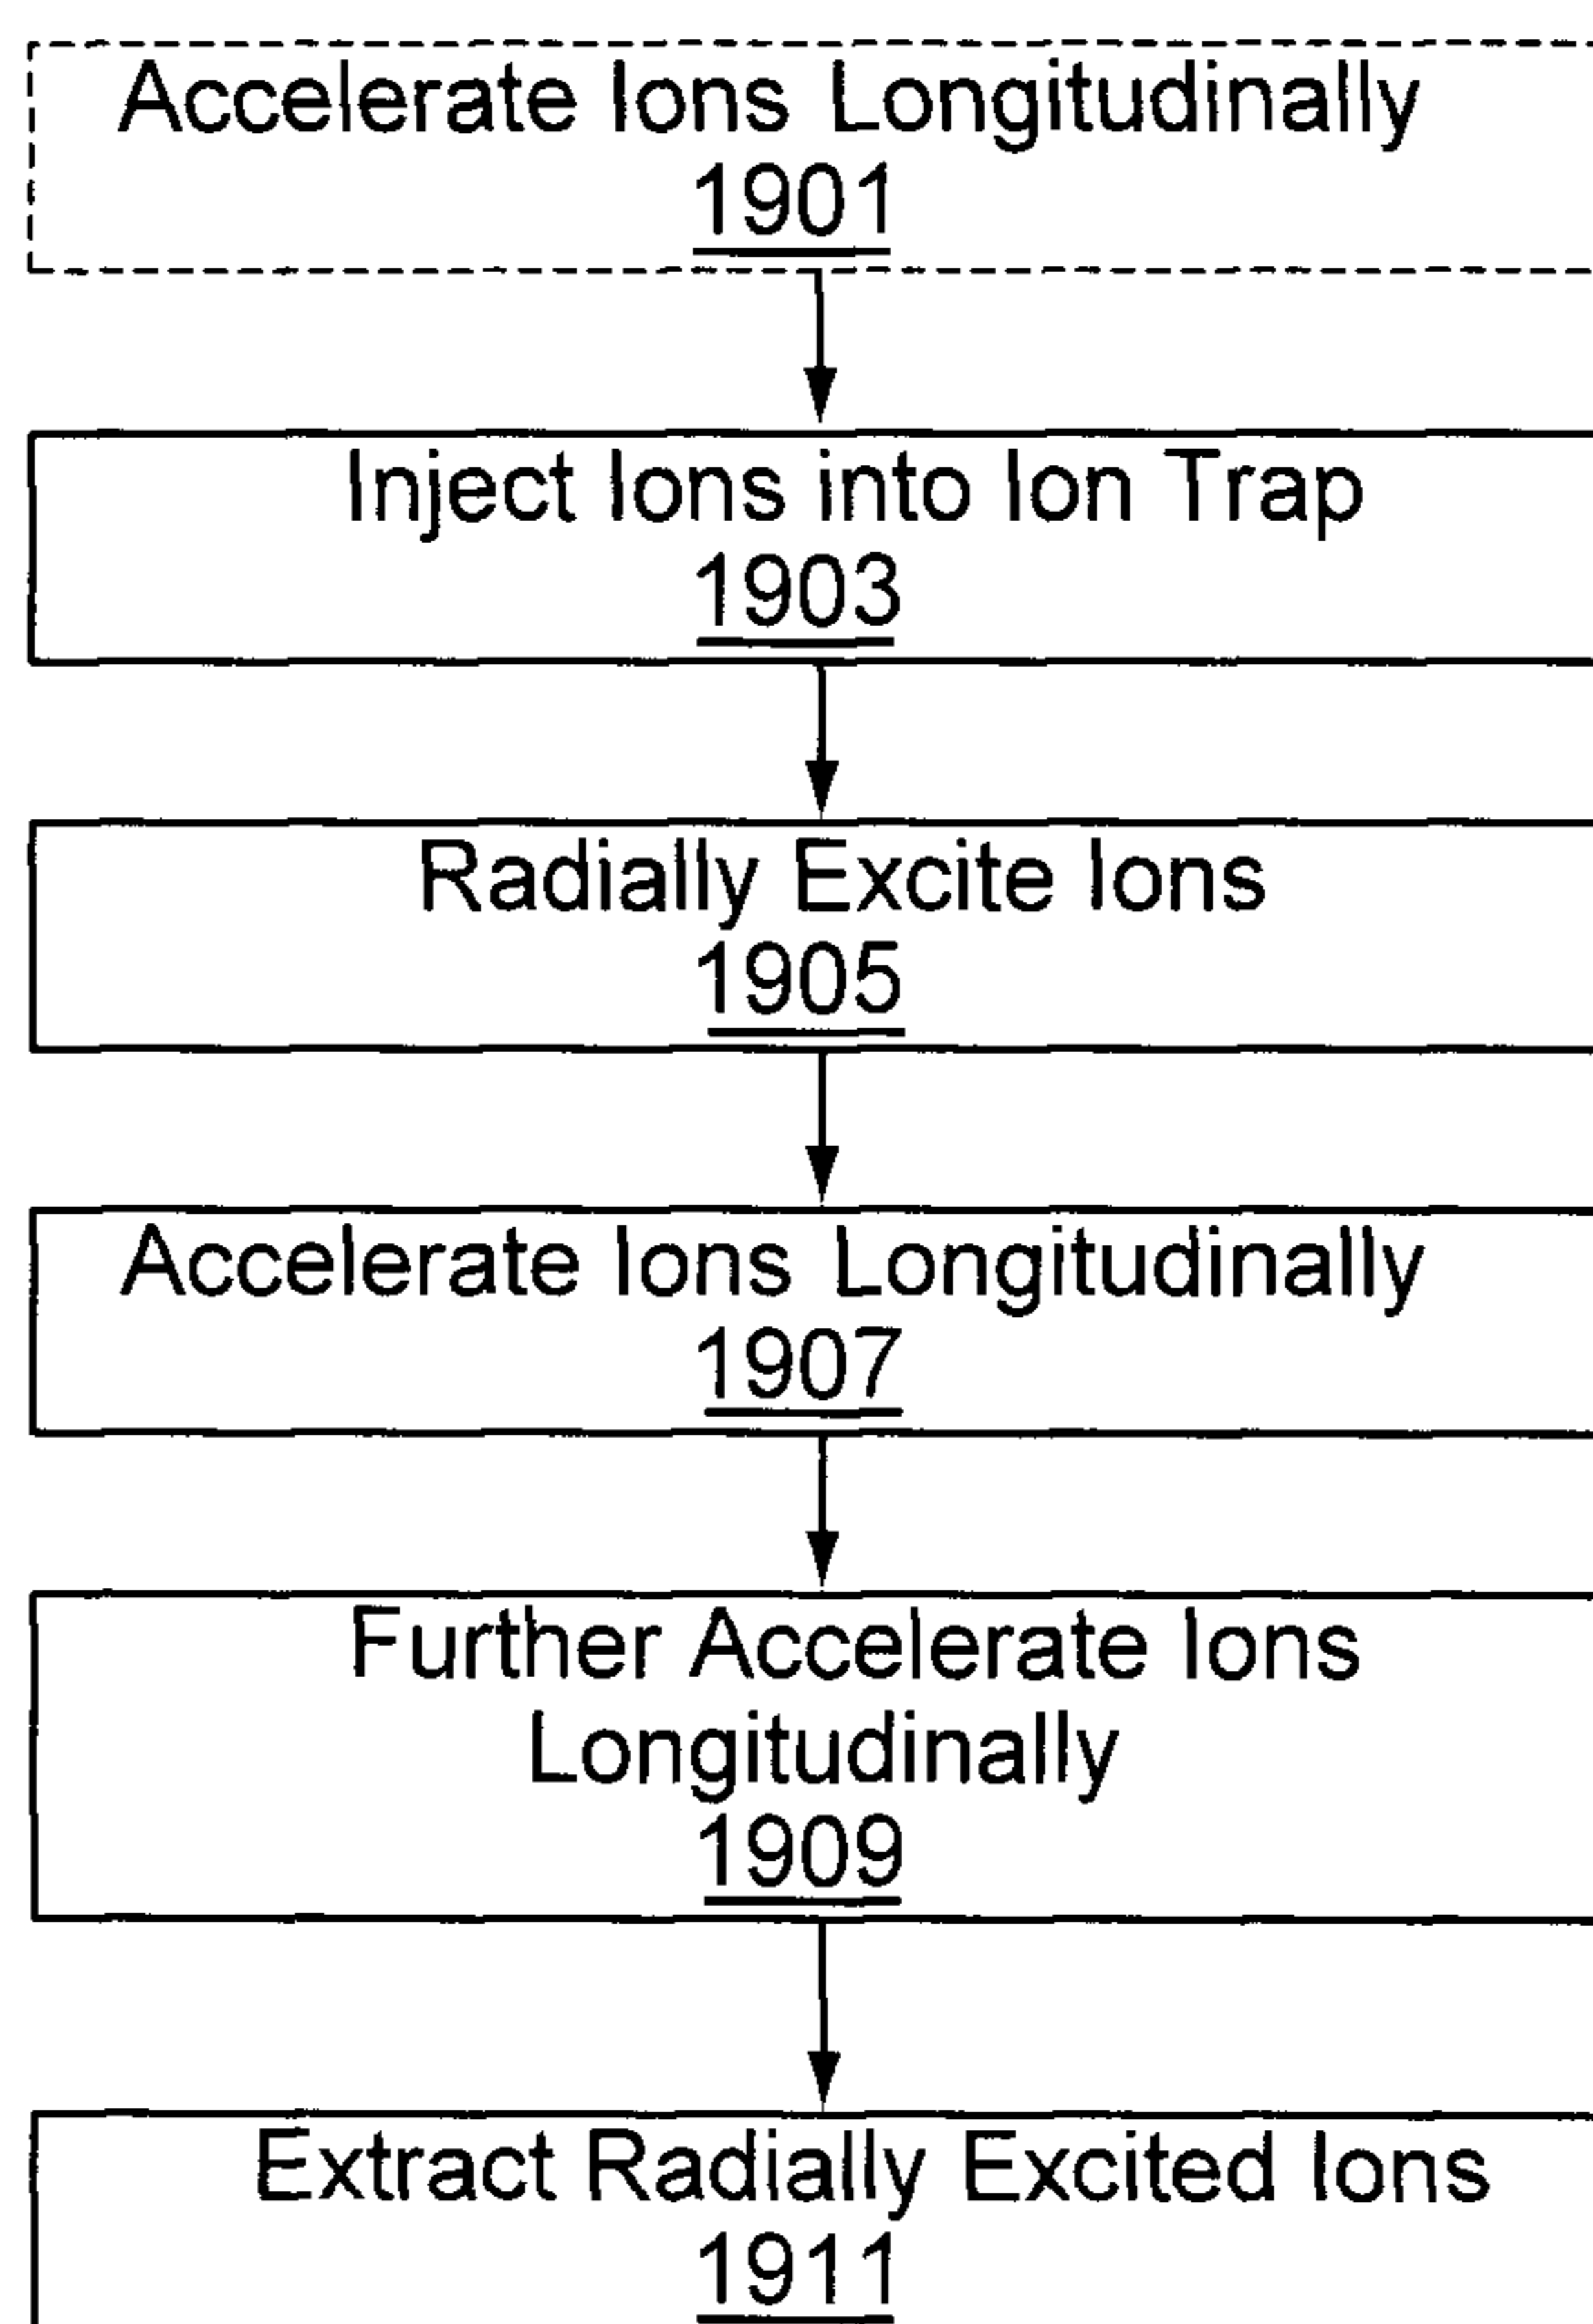 Accelerate Ions Longitudinally
1901
Inject Ions into Ion Trap
1903
Radially Excite Ions
1905
Accelerate Ions Longitudinally
1907
Further Accelerate Ions
Longitudinally
1909
Extract Radially Excited Ions
1911